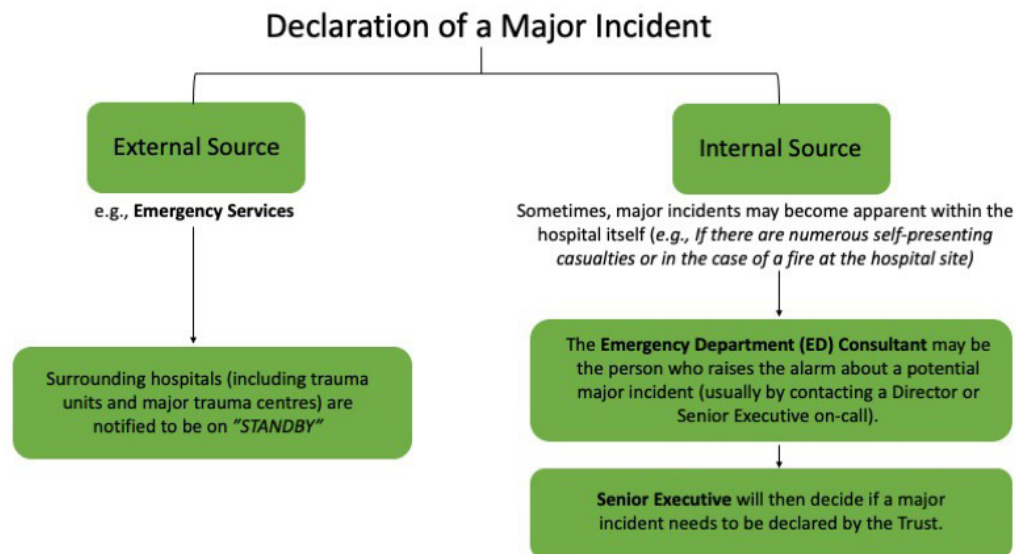 Declaration of a Major Incident
External Source
e.g., Emergency Services
Surrounding hospitals (including trauma
units and major trauma centres) are
notified to be on "STANDBY"
Internal Source
Sometimes, major incidents may become apparent within the
hospital itself (e.g., If there are numerous self-presenting
casualties or in the case of a fire at the hospital site)
The Emergency Department (ED) Consultant may be
the person who raises the alarm about a potential
major incident (usually by contacting a Director or
Senior Executive on-call).
Senior Executive will then decide if a major
incident needs to be declared by the Trust.